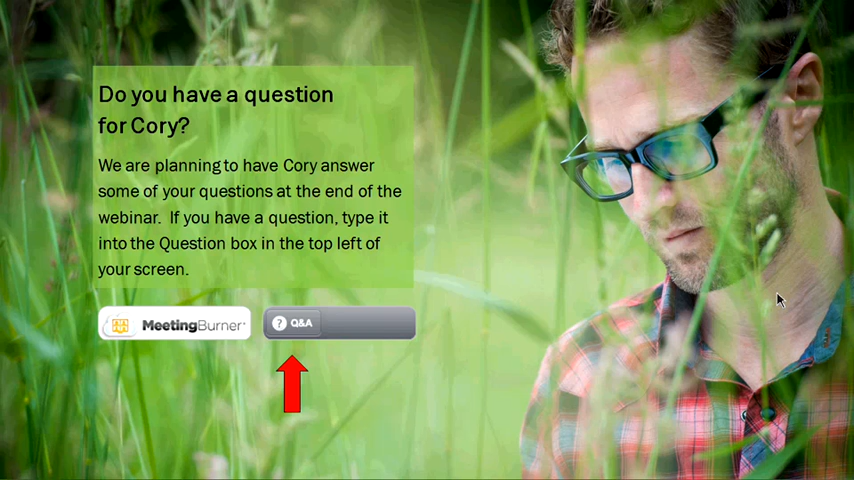 Do you have a question
for Cory?
We are planning to have Cory answer
some of your questions at the end of the
webinar.  If you have a question, type it
into the Question box in the top left of
your screen.
MeetingBurner
? Q&A